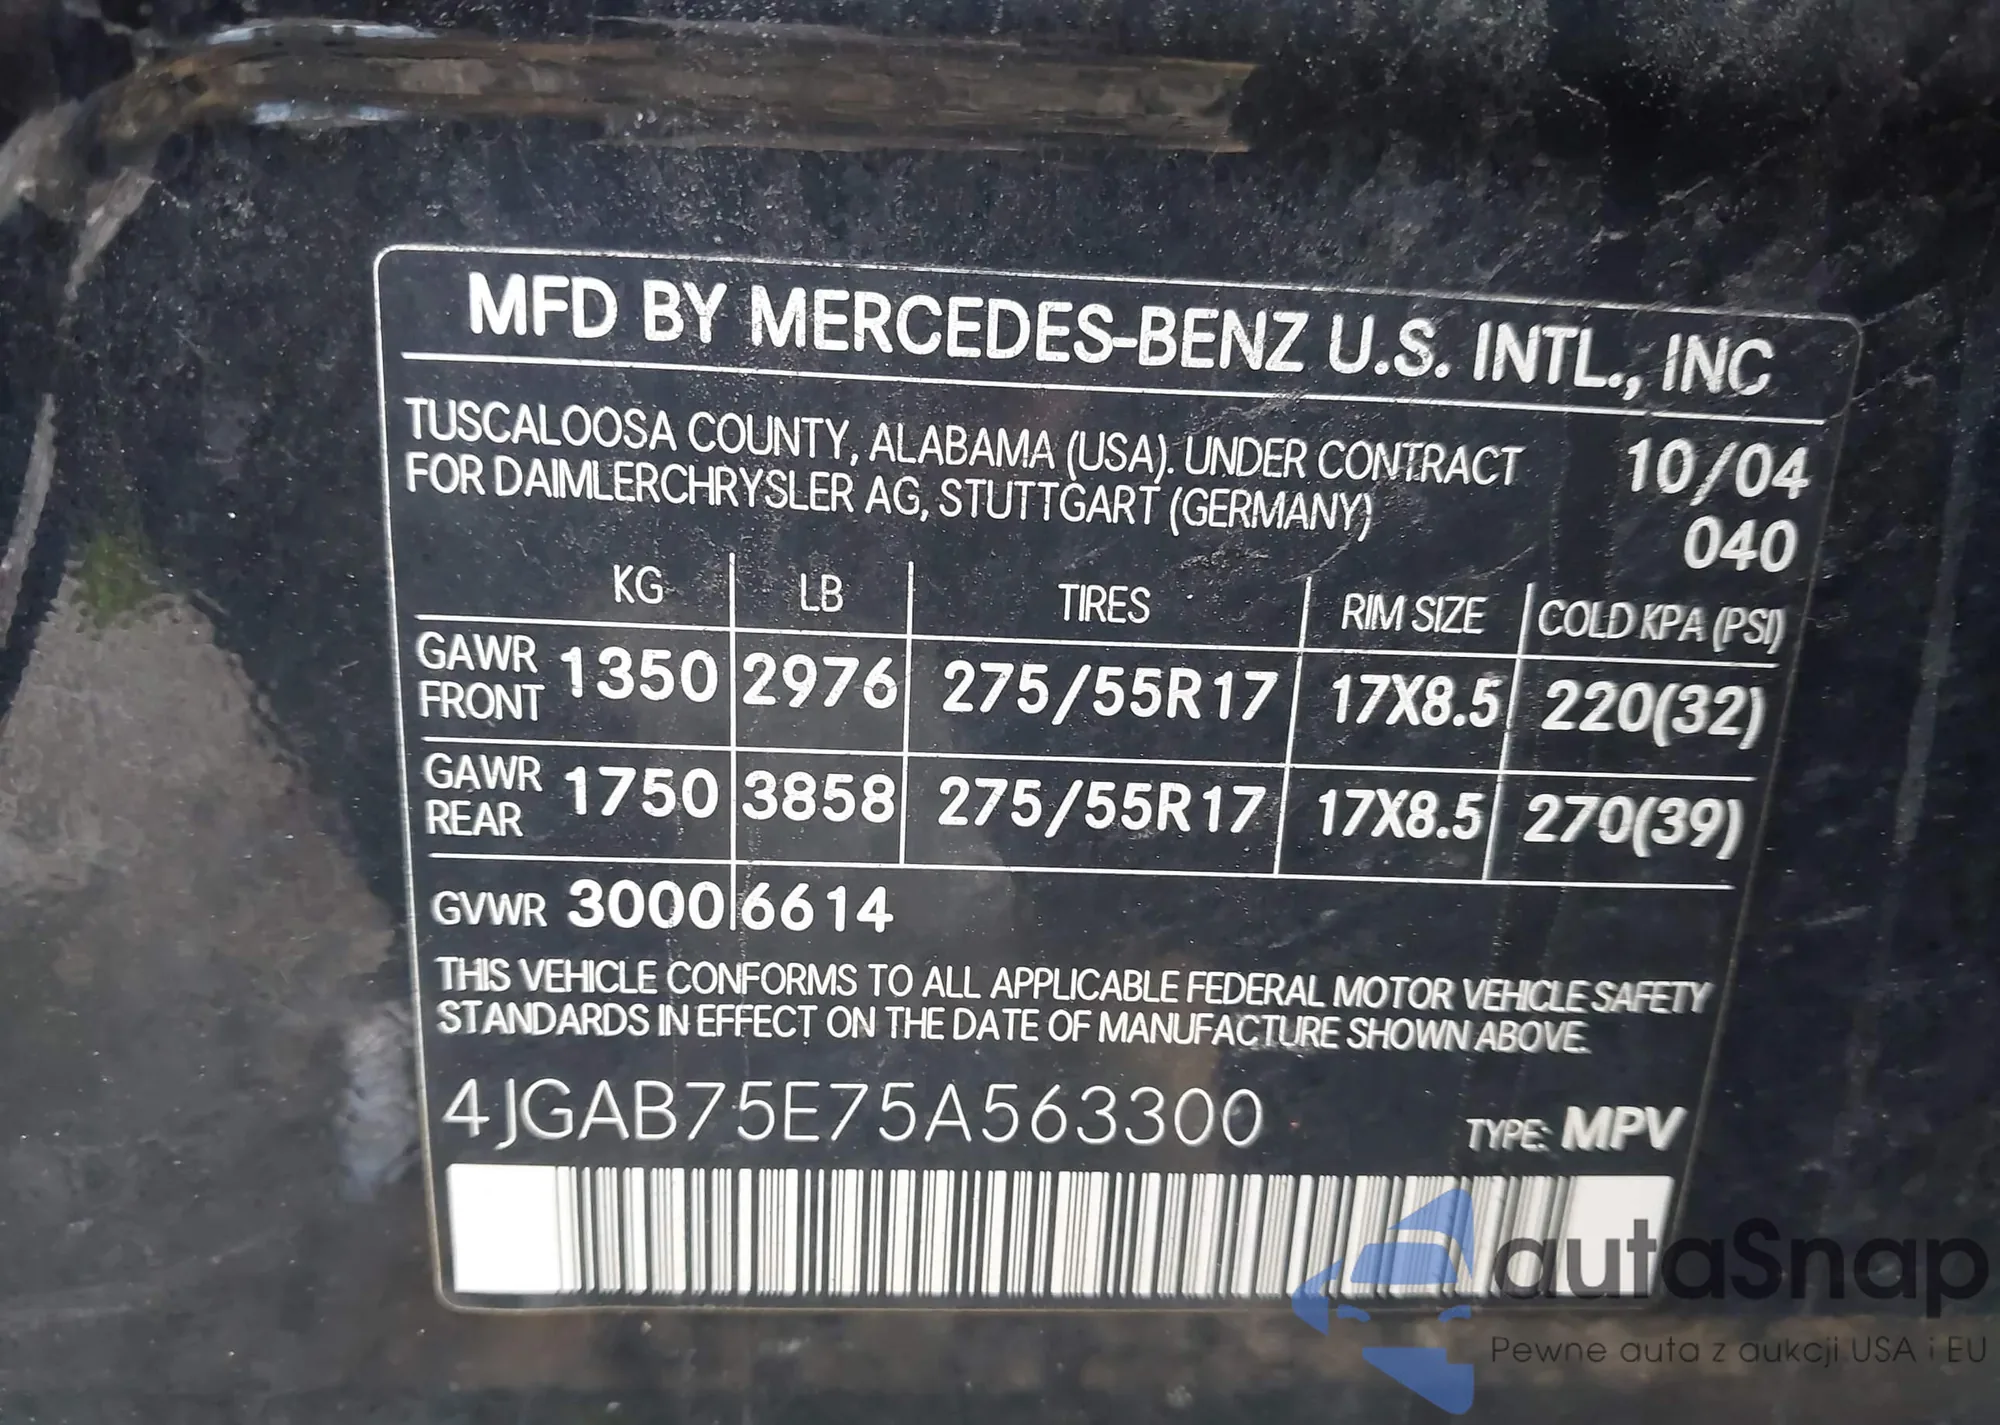 MFD BY MERCEDES-BENZ U.S. INTL., INC
TUSCALOOSA COUNTY, ALABAMA (USA). UNDER CONTRACT
FOR DAIMLERCHRYSLER AG, STUTTGART (GERMANY)
10/04
040
KG LB TIRES RIM SIZE COLD KPA (PSI)
GAWR FRONT 1350 2976 275/55R17 17X8.5 220(32)
GAWR REAR 1750 3858 275/55R17 17X8.5 270(39)
GVWR 3000 6614
THIS VEHICLE CONFORMS TO ALL APPLICABLE FEDERAL MOTOR VEHICLE SAFETY
STANDARDS IN EFFECT ON THE DATE OF MANUFACTURE SHOWN ABOVE.
4JGAB75E75A563300
TYPE: MPV
autaSnap
Pewne auta z aukcji USA i EU